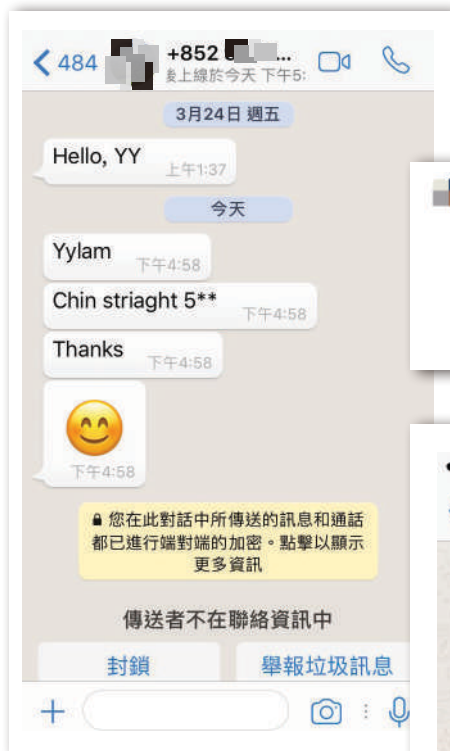 484
+852
...
後上線於今天 下午5:
3月24日 週五
Hello, YY
上午1:37
今天
Yylam
下午4:58
Chin striaght 5**
下午4:58
Thanks
下午4:58
下午4:58
您在此對話中所傳送的訊息和通話
都已進行端對端的加密。點擊以顯示
更多資訊
傳送者不在聯絡資訊中
封鎖
舉報垃圾訊息